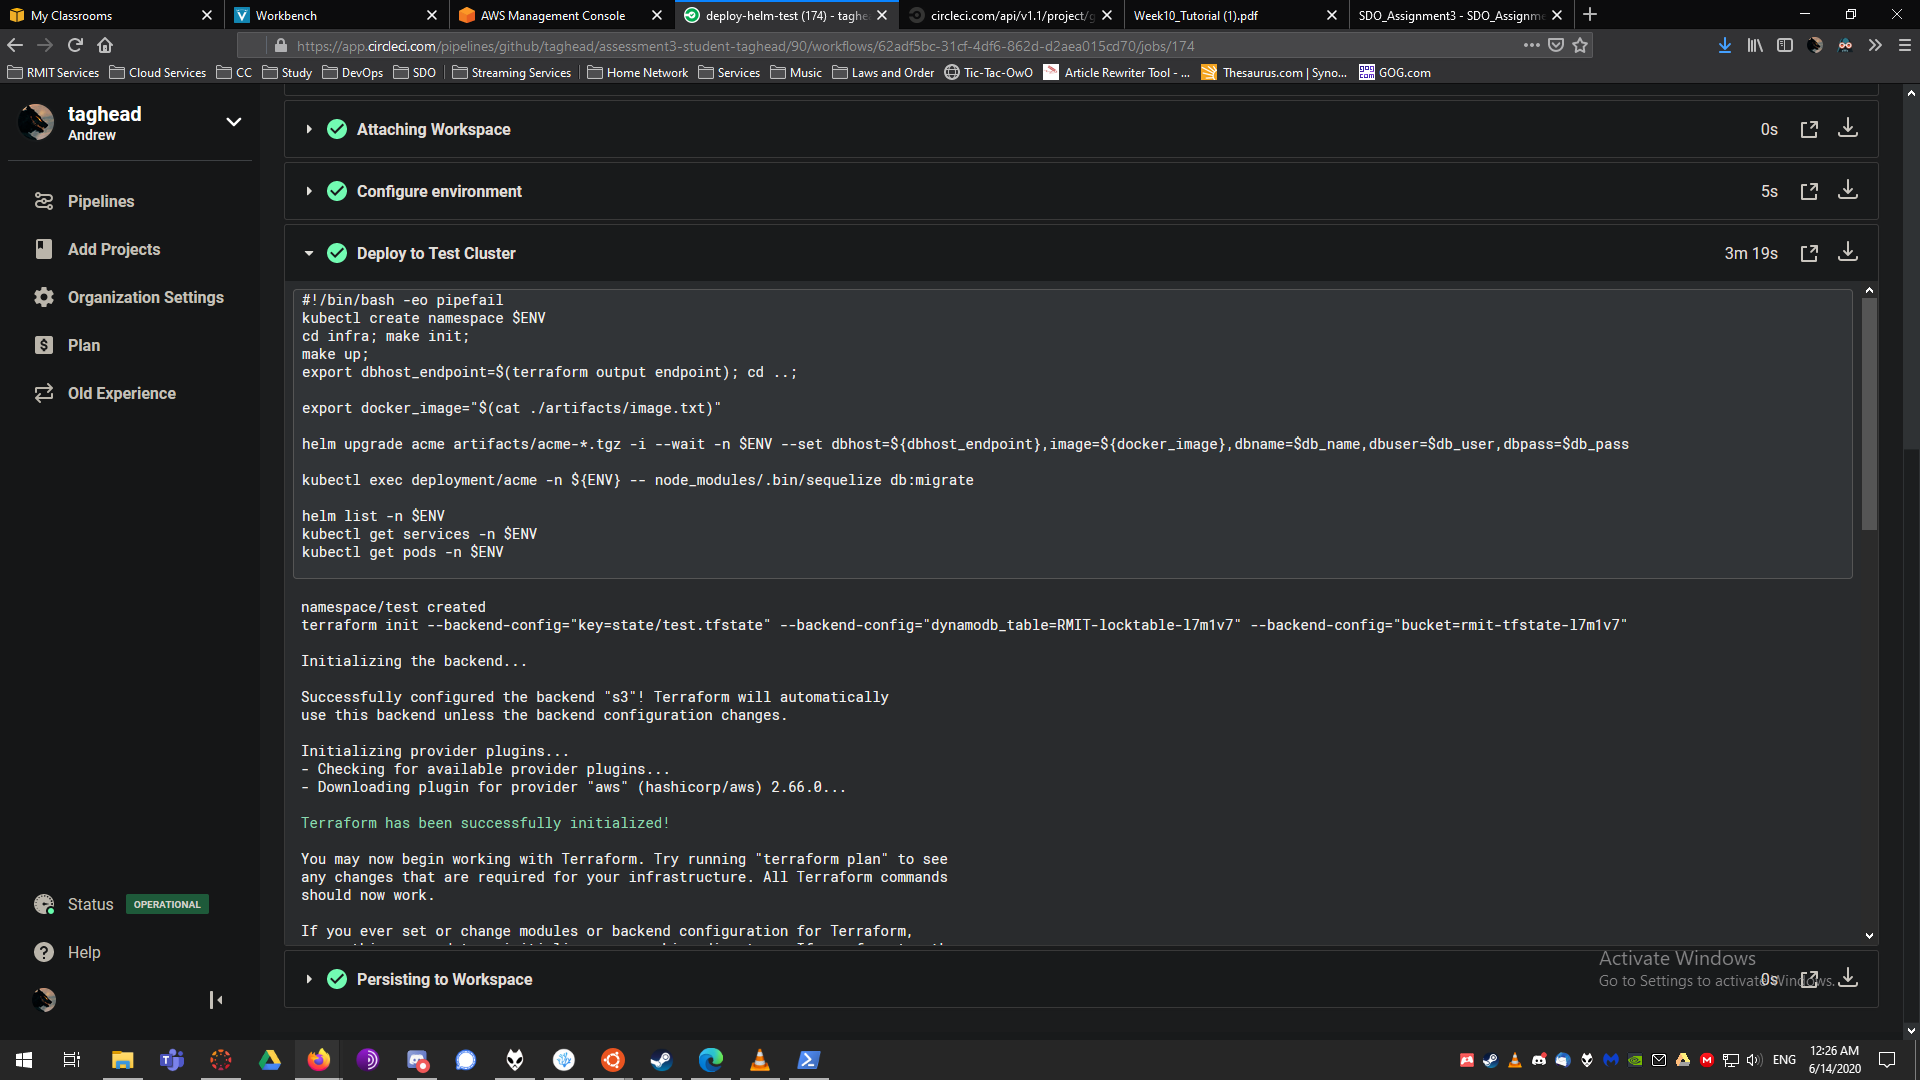 My Classrooms
Workbench
AWS Management Console
deploy-helm-test (174) - taghe
circleci.com/api/v1.1/project/g
Week10_Tutorial (1).pdf
SDO_Assignment3 - SDO_Assignme
https://app.circleci.com/pipelines/github/taghead/assessment3-student-taghead/90/workflows/62adf5bc-31cf-4df6-862d-d2aea015cd70/jobs/174
RMIT Services
Cloud Services
CC
Study
DevOps
SDO
Streaming Services
Home Network
Services
Music
Laws and Order
Tic-Tac-OwO
Article Rewriter Tool - ...
Thesaurus.com | Syno...
GOG.com
taghead
Andrew
Pipelines
Add Projects
Organization Settings
Plan
Old Experience
Status OPERATIONAL
Help
Attaching Workspace 0s
Configure environment 5s
Deploy to Test Cluster 3m 19s
#!/bin/bash -eo pipefail
kubectl create namespace $ENV
cd infra; make init;
make up;
export dbhost_endpoint=$(terraform output endpoint); cd ..;
export docker_image="$(cat ./artifacts/image.txt)"
helm upgrade acme artifacts/acme-*.tgz -i --wait -n $ENV --set dbhost=${dbhost_endpoint},image=${docker_image},dbname=$db_name,dbuser=$db_user,dbpass=$db_pass
kubectl exec deployment/acme -n ${ENV} -- node_modules/.bin/sequelize db:migrate
helm list -n $ENV
kubectl get services -n $ENV
kubectl get pods -n $ENV
namespace/test created
terraform init --backend-config="key=state/test.tfstate" --backend-config="dynamodb_table=RMIT-locktable-l7m1v7" --backend-config="bucket=rmit-tfstate-l7m1v7"
Initializing the backend...
Successfully configured the backend "s3"! Terraform will automatically
use this backend unless the backend configuration changes.
Initializing provider plugins...
- Checking for available provider plugins...
- Downloading plugin for provider "aws" (hashicorp/aws) 2.66.0...
Terraform has been successfully initialized!
You may now begin working with Terraform. Try running "terraform plan" to see
any changes that are required for your infrastructure. All Terraform commands
should now work.
If you ever set or change modules or backend configuration for Terraform,
Persisting to Workspace 0s
Activate Windows
Go to Settings to activate Windows.
ENG
12:26 AM
6/14/2020